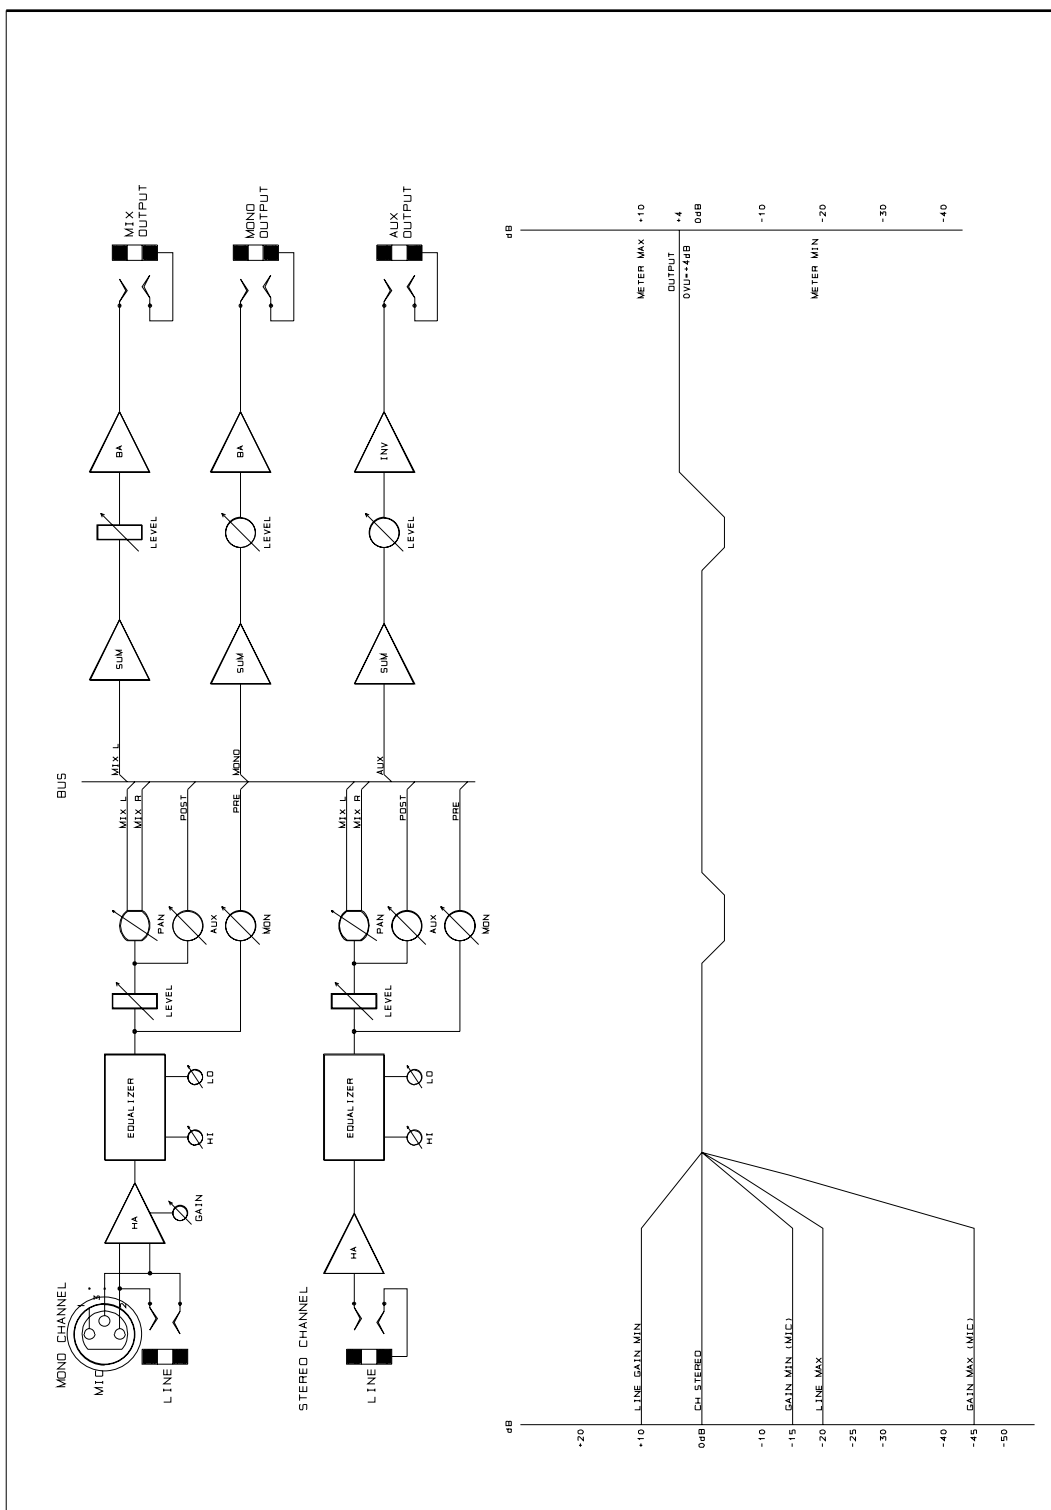 MONO CHANNEL
MIC
1
3
2
LINE
HA
GAIN
EQUALIZER
HI
LO
LEVEL
PAN
AUX
MON
MIX L
MIX R
POST
PRE
BUS
MIX L
SUM
LEVEL
BA
MIX
OUTPUT
MONO
SUM
LEVEL
BA
MONO
OUTPUT
STEREO CHANNEL
LINE
HA
EQUALIZER
HI
LO
LEVEL
PAN
AUX
MON
MIX L
MIX R
POST
PRE
AUX
SUM
LEVEL
INV
AUX
OUTPUT
dB
+20
+10
0dB
-10
-15
-20
-25
-30
-40
-45
-50
LINE GAIN MIN
CH STEREO
GAIN MIN (MIC)
LINE MAX
GAIN MAX (MIC)
dB
METER MAX +10
OUTPUT +4
0VU=+4dB
0dB
-10
METER MIN -20
-30
-40